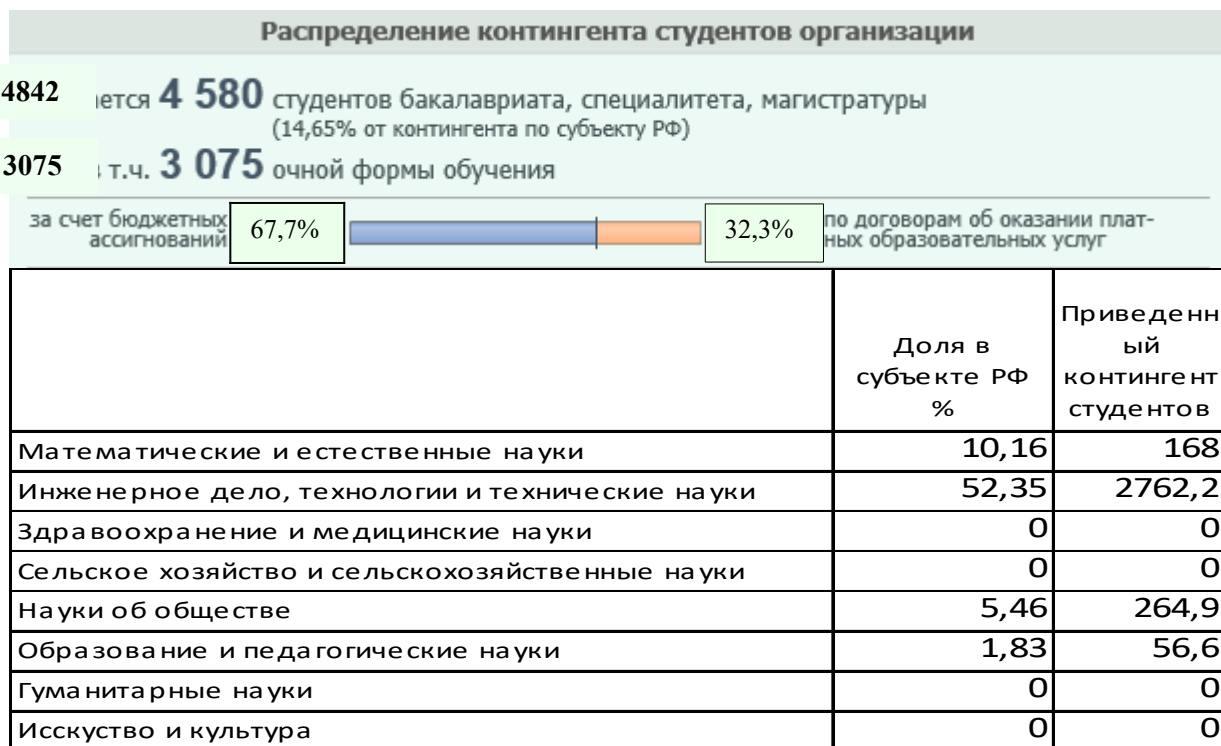 Распределение контингента студентов организации
4842 ается 4 580 студентов бакалавриата, специалитета, магистратуры
(14,65% от контингента по субъекту РФ)
3075 т.ч. 3 075 очной формы обучения
за счет бюджетных 67,7% 32,3% по договорам об оказании плат-
ассигнований ных образовательных услуг
Доля в субъекте РФ % Приведенн
ый
контингент
студентов
Математические и естественные науки 10,16 168
Инженерное дело, технологии и технические науки 52,35 2762,2
Здравоохранение и медицинские науки 0 0
Сельское хозяйство и сельскохозяйственные науки 0 0
Науки об обществе 5,46 264,9
Образование и педагогические науки 1,83 56,6
Гуманитарные науки 0 0
Исскуство и культура 0 0